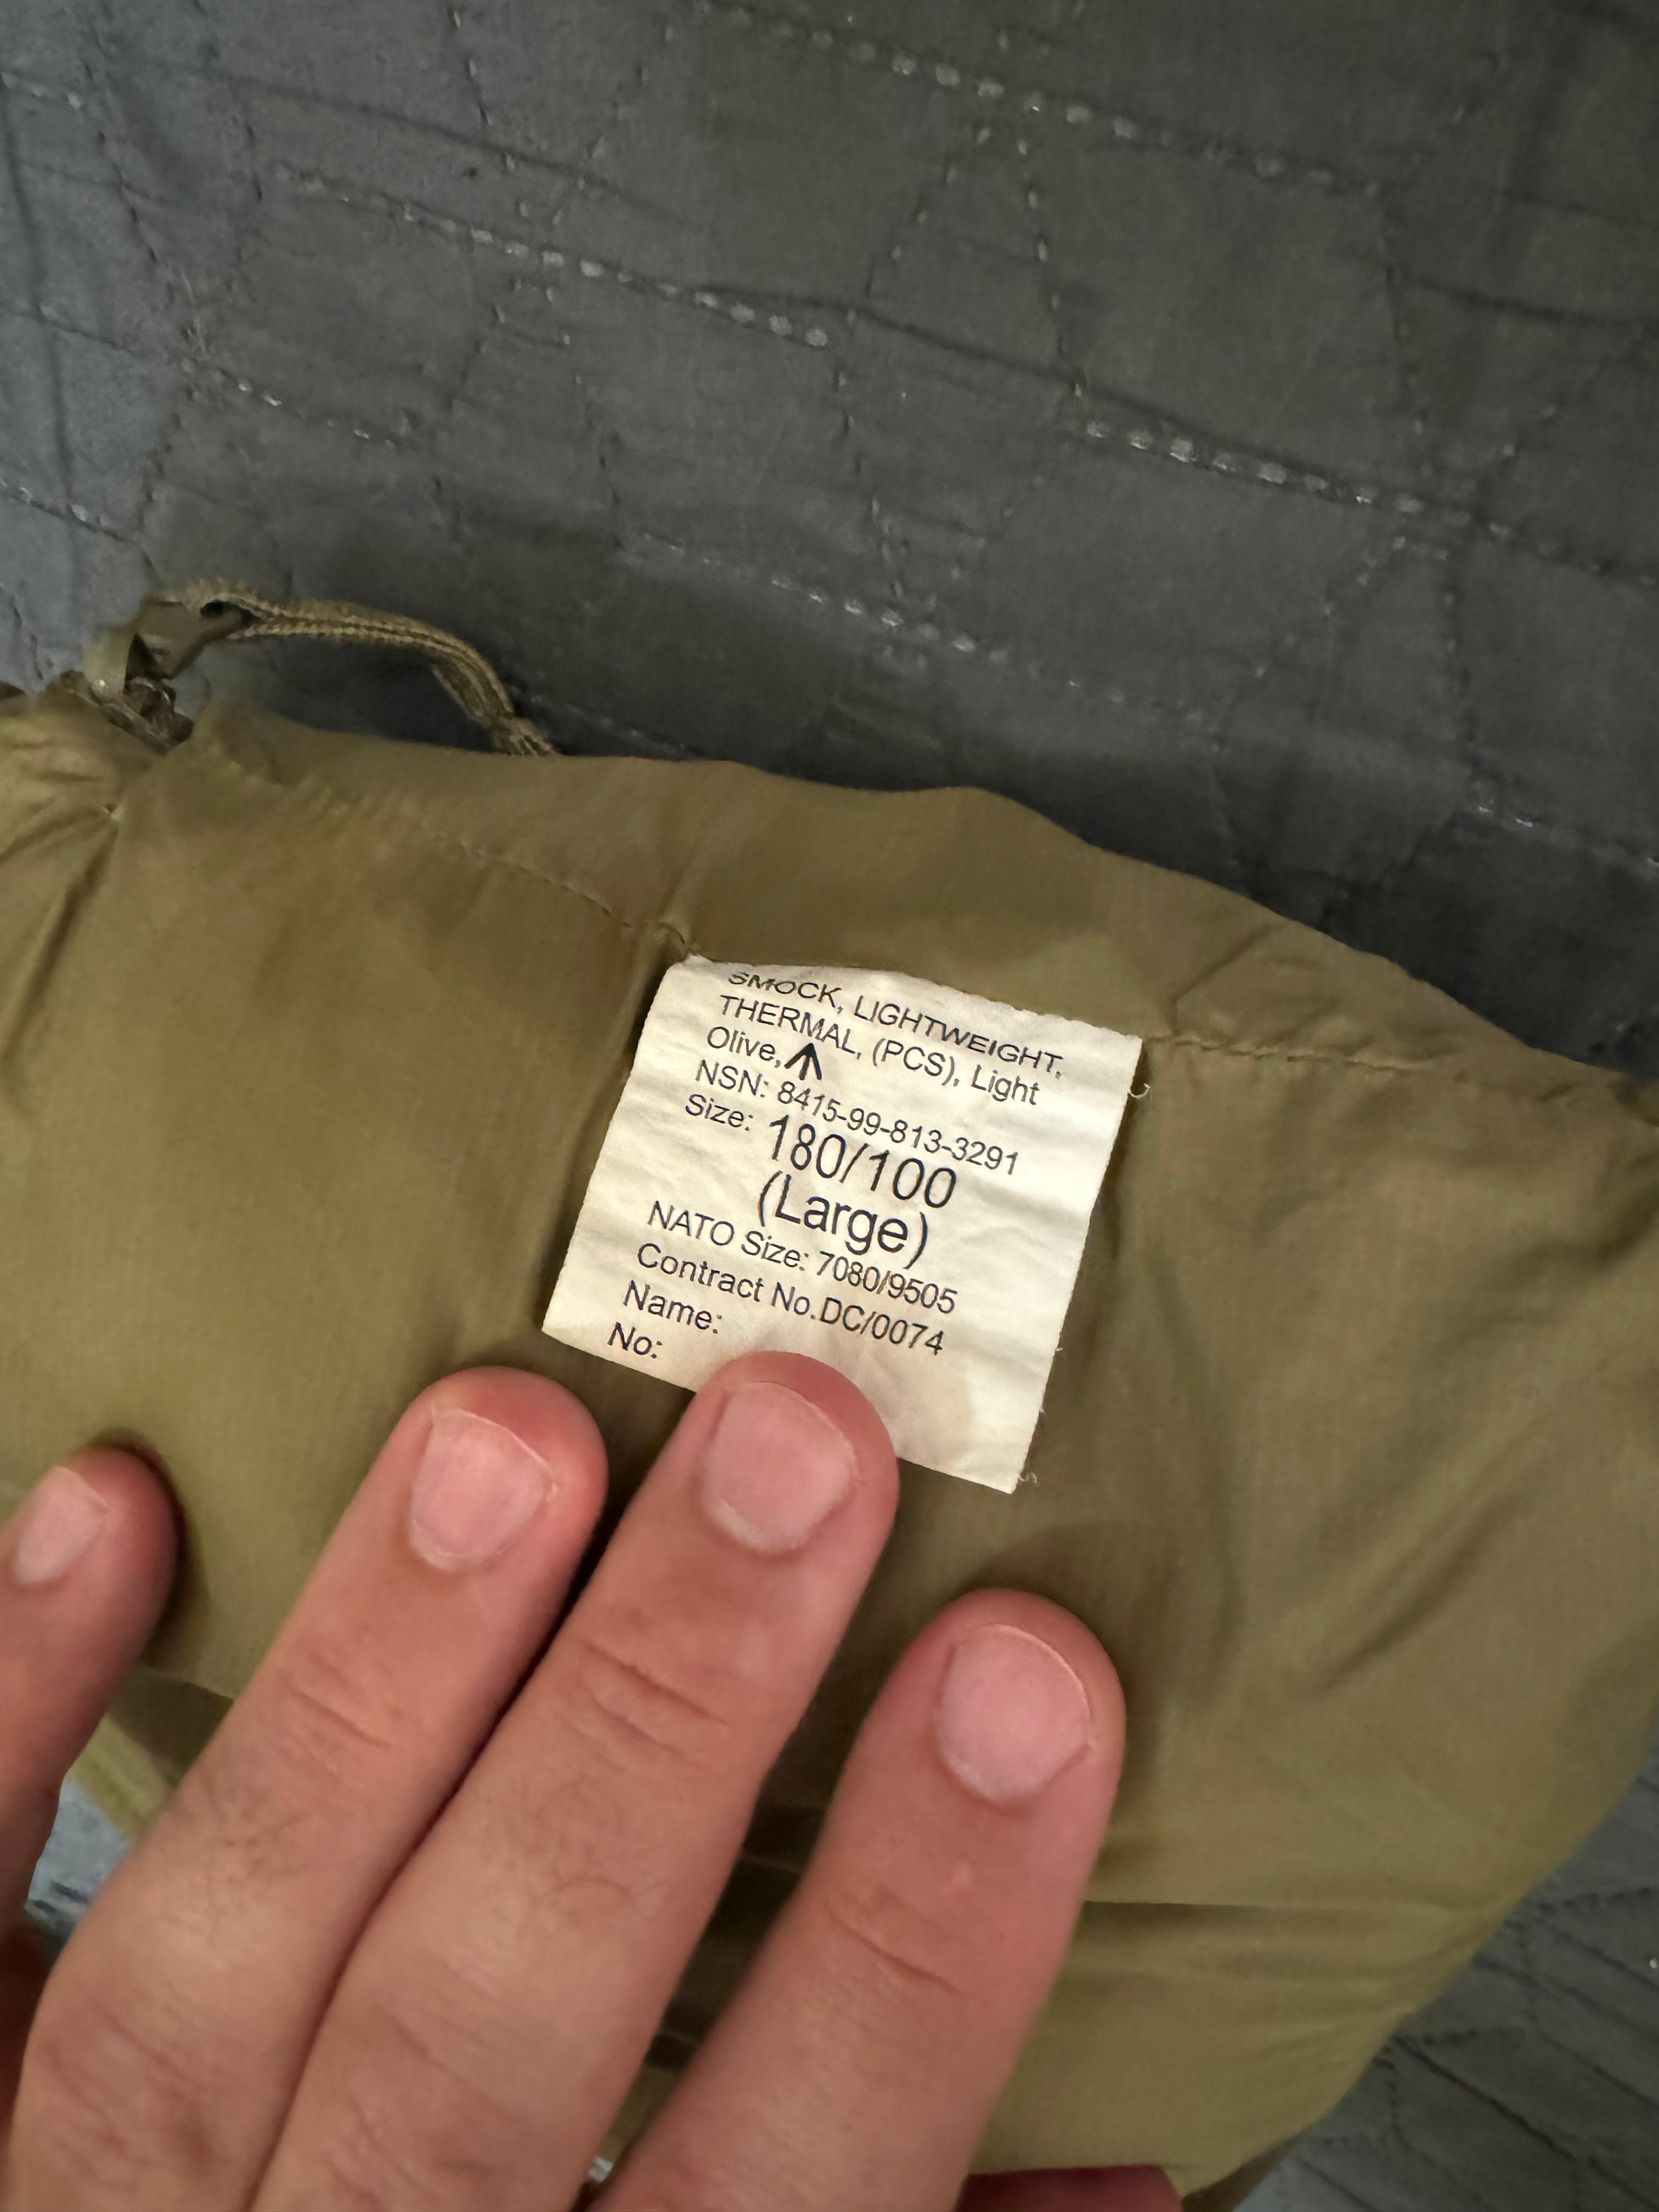 SMOCK, LIGHTWEIGHT,
THERMAL, (PCS), Light
Olive,
NSN: 8415-99-813-3291
Size: 180/100
(Large)
NATO Size: 7080/9505
Contract No.DC/0074
Name:
No: